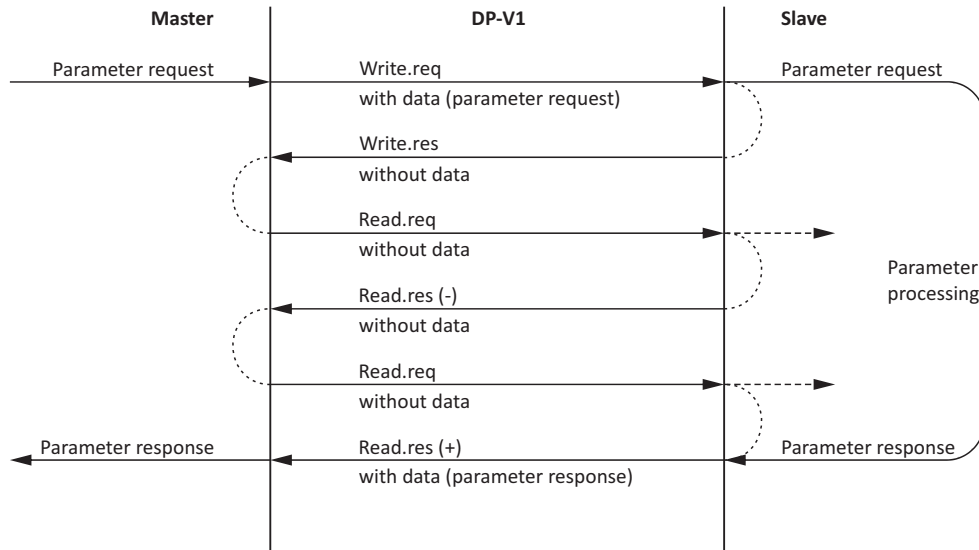 Master
DP-V1
Slave
Parameter request
Write.req
Parameter request
with data (parameter request)
Write.res
without data
Read.req
without data
Parameter
processing
Read.res (-)
without data
Read.req
without data
Parameter response
Read.res (+)
Parameter response
with data (parameter response)